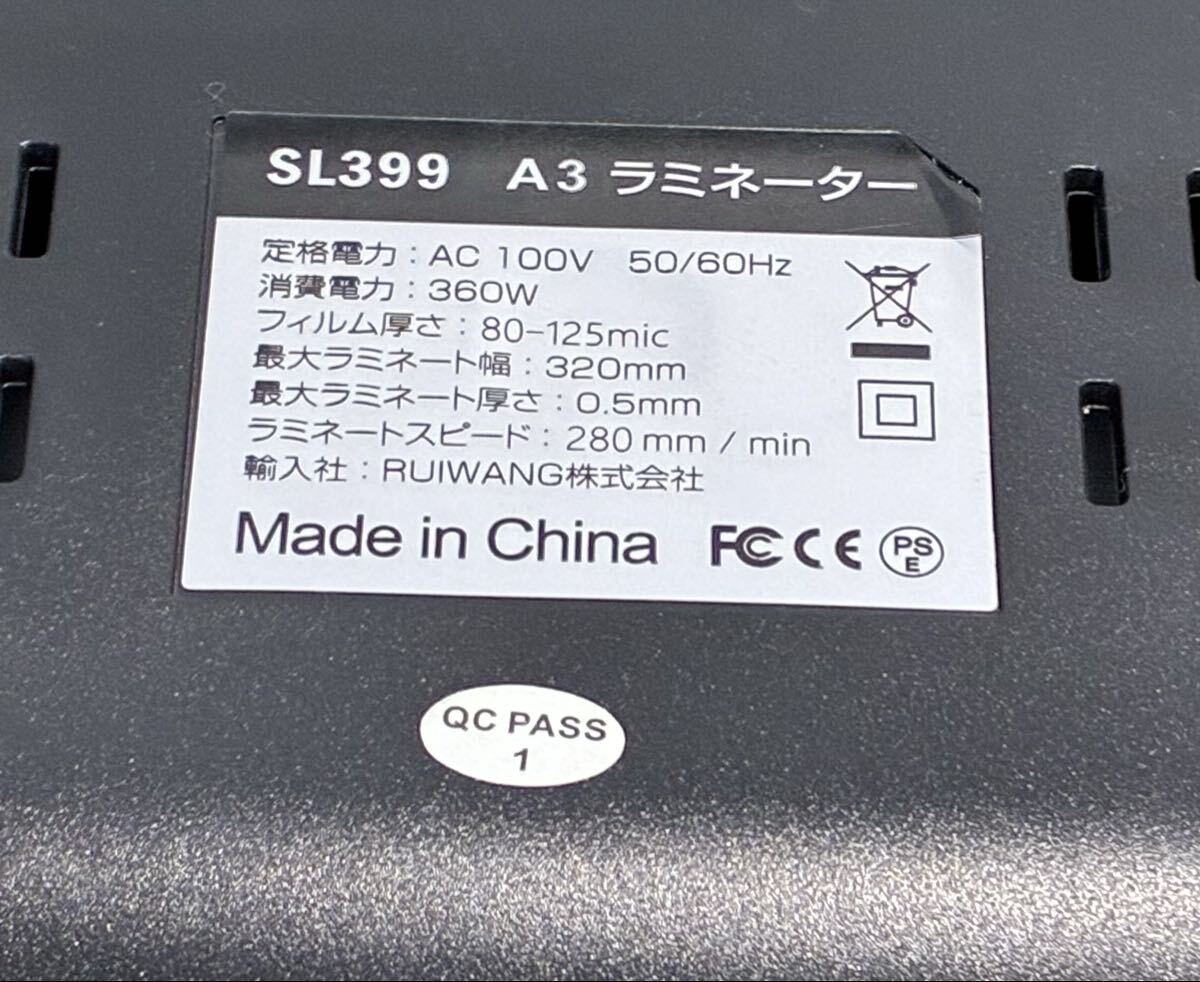 SL399 A3 ラミネーター
定格電力：AC 100V 50/60Hz
消費電力：360W
フィルム厚さ：80-125mic
最大ラミネート幅：320mm
最大ラミネート厚さ：0.5mm
ラミネートスピード：280 mm / min
輸入社：RUIWANG株式会社
Made in China FC CE PSE
QC PASS
1